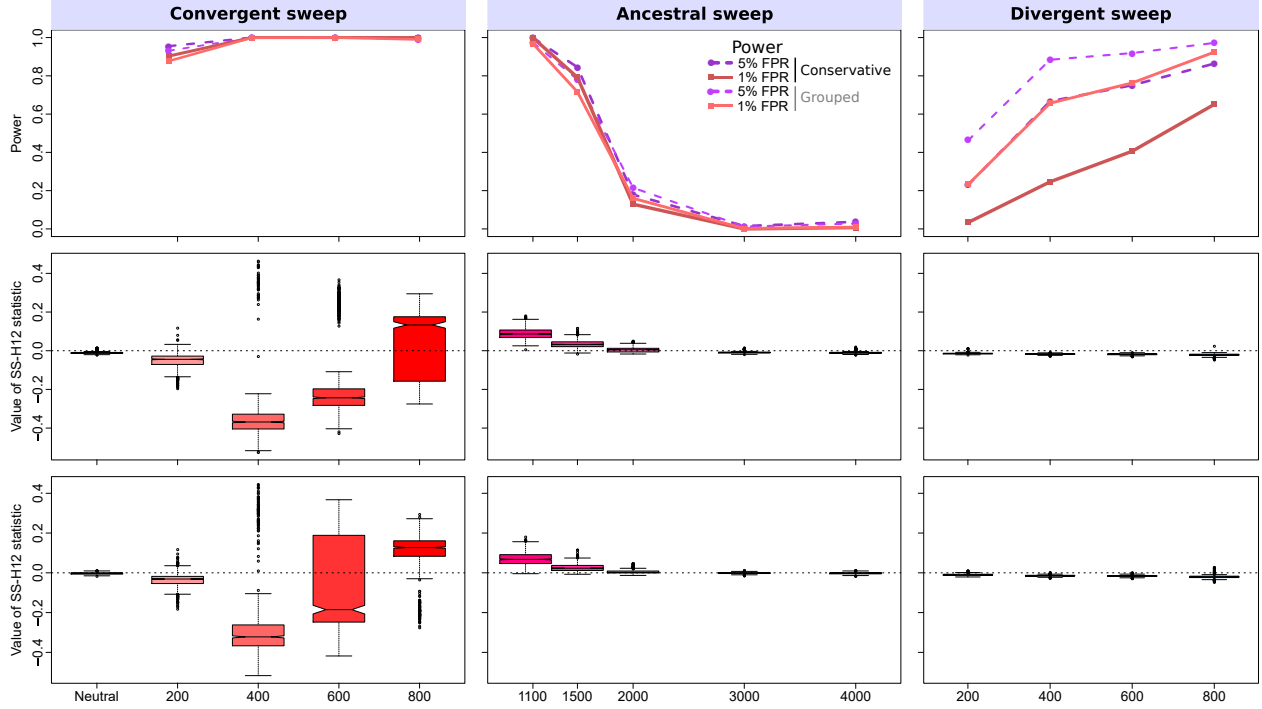 Convergent sweep
Ancestral sweep
Divergent sweep
Power
1.0
0.8
0.6
0.4
0.2
0.0
Power
5% FPR
1% FPR
Conservative
5% FPR
1% FPR
Grouped
Value of SS-H12 statistic
0.4
0.2
0.0
−0.2
−0.4
Value of SS-H12 statistic
0.4
0.2
0.0
−0.2
−0.4
Neutral 200 400 600 800
1100 1500 2000 3000 4000
200 400 600 800